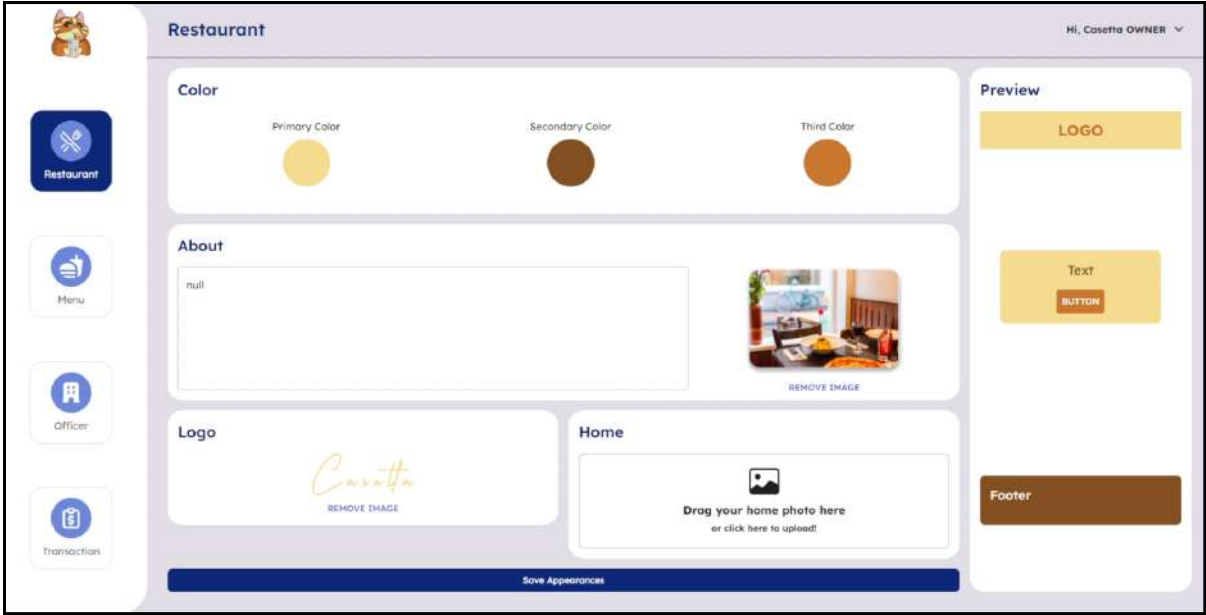 Restaurant
Hi, Casetta OWNER
Restaurant
Menu
Officer
Transaction
Color
Primary Color
Secondary Color
Third Color
About
null
REMOVE IMAGE
Logo
Casetta
REMOVE IMAGE
Home
Drag your home photo here
or click here to upload!
Save Appearances
Preview
LOGO
Text
BUTTON
Footer